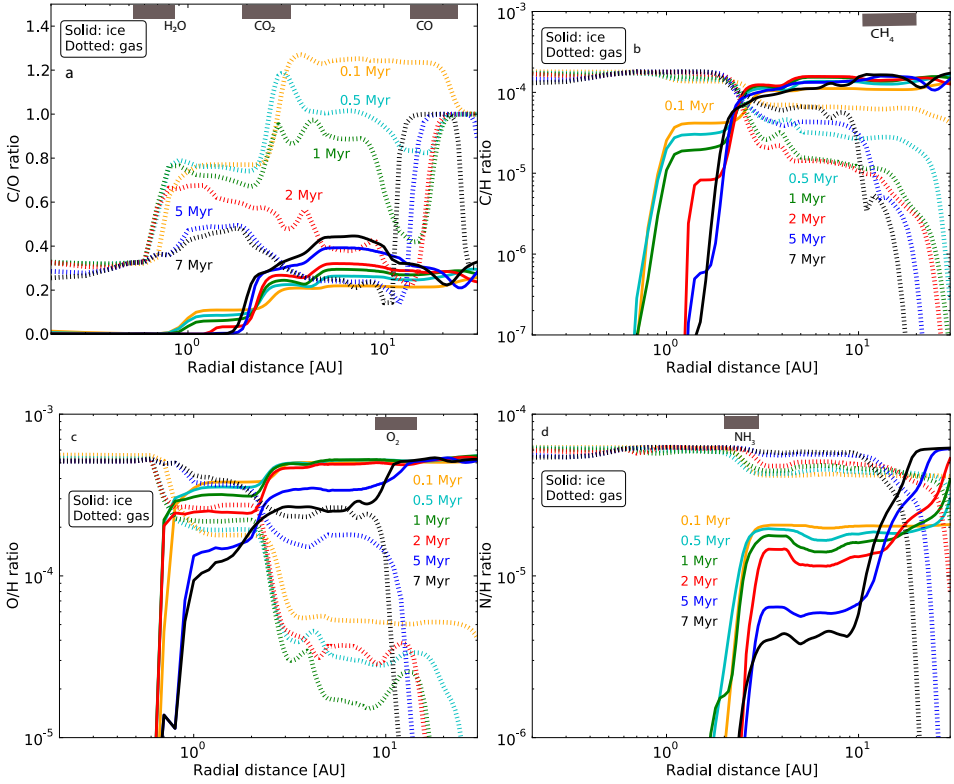 H₂O
CO₂
CO
Solid: ice
Dotted: gas
a
0.1 Myr
0.5 Myr
1 Myr
2 Myr
5 Myr
7 Myr
1.4
1.2
1.0
0.8
0.6
0.4
0.2
0.0
C/O ratio
10⁰
10¹
Radial distance [AU]
Solid: ice
Dotted: gas
b
CH₄
0.1 Myr
0.5 Myr
1 Myr
2 Myr
5 Myr
7 Myr
10⁻³
10⁻⁴
10⁻⁵
10⁻⁶
10⁻⁷
C/H ratio
10⁰
10¹
Radial distance [AU]
c
O₂
Solid: ice
Dotted: gas
0.1 Myr
0.5 Myr
1 Myr
2 Myr
5 Myr
7 Myr
10⁻³
10⁻⁴
10⁻⁵
O/H ratio
10⁰
10¹
Radial distance [AU]
d
NH₃
Solid: ice
Dotted: gas
0.1 Myr
0.5 Myr
1 Myr
2 Myr
5 Myr
7 Myr
10⁻⁴
10⁻⁵
10⁻⁶
N/H ratio
10⁰
10¹
Radial distance [AU]